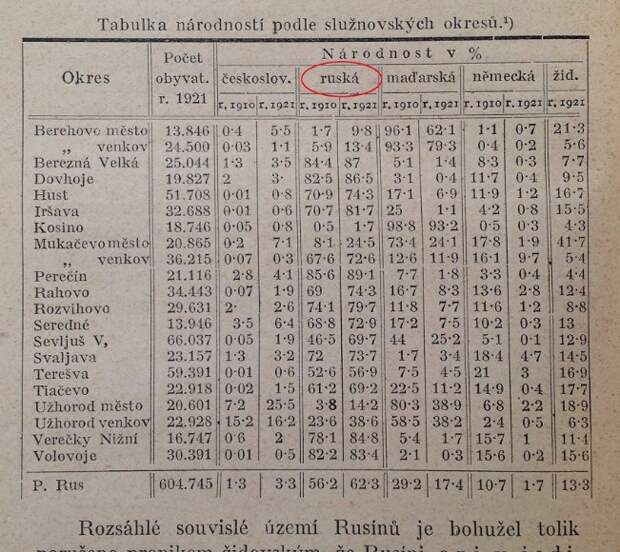 Tabulka národností podle služnovských okresů.¹)
Okres Počet obyvat. r. 1921 Národnost v %
českoslov. ruská maďarská německá žid.
r. 1910 r. 1921 r. 1910 r. 1921 r. 1910 r. 1921 r. 1910 r. 1921 r. 1921
Berehovo město 13.846 0·4 5·5 1·7 9·8 96·1 62·1 1·1 0·7 21·3
„ venkov 24.500 0·03 1·1 5·9 13·4 93·3 79·3 0·4 0·2 5·6
Berezná Velká 25.044 1·3 3·5 84·4 87 5·1 1·4 8·3 0·3 7·7
Dovhoje 19.827 2 3· 82·5 86·5 3·1 0·4 11·7 0·4 9·5
Hust 51.708 0·01 0·8 70·9 74·3 17·1 6·9 11·9 1·2 16·7
Iršava 32.688 0·01 0·6 70·7 81·7 25 1·1 4·2 0·8 15·5
Kosino 18.746 0·05 0·8 0·5 1·7 98·8 93·2 0·5 0·3 4·3
Mukačevo město 20.865 0·2 7·1 8·1 24·5 73·4 24·1 17·8 1·9 41·7
„ venkov 36.215 0·07 0·3 67·6 72·6 12·6 11·9 16·1 9·7 5·4
Perečín 21.116 2·8 4·1 85·6 89·1 7·7 1·8 3·3 0·4 4·4
Rahovo 34.443 0·07 1·9 69 74·3 16·7 8·3 13·6 2·8 12·4
Rozvihovo 29.631 2· 2·6 74·1 79·7 11·8 7·7 11·6 1·2 8·8
Seredné 13.946 3·5 6·4 68·8 72·9 17·2 7·5 10·2 0·3 13
Sevljuš V, 66.037 0·05 1·9 46·5 69·7 44 25·2 5·1 0·1 12·9
Svaljava 23.157 1·3 3·2 72 73·7 1·7 3·4 18·4 4·7 14·5
Terešva 59.391 0·01 0·6 52·6 56·9 7·5 4·5 21 3 16·9
Tiačevo 22.918 0·02 1·5 61·2 69·2 22·5 11·2 14·9 0·4 17·7
Užhorod město 20.601 7·2 25·5 3·8 14·2 80·3 38·9 6·8 2·2 18·9
Užhorod venkov 22.928 15·2 16·2 23·6 38·6 58·5 38·2 2·4 0·5 6·3
Verečky Nižní 16.747 0·6 2 78·1 84·8 5·4 1·7 15·7 1 11·4
Volovoje 30.391 0·01 0·5 82·2 83·4 2·1 0·3 15·6 0·2 15·6
P. Rus 604.745 1·3 3·3 56·2 62·3 29·2 17·4 10·7 1·7 13·3
Rozsáhlé souvislé území Rusínů je bohužel tolik